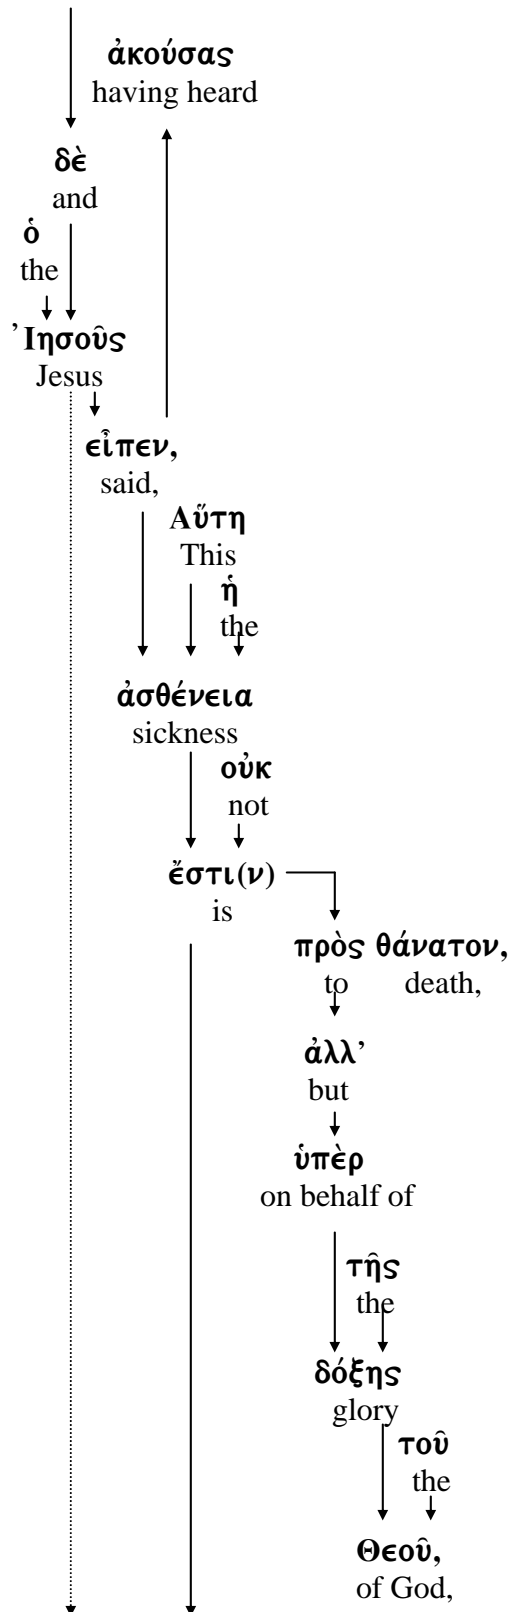 ἀκούσας
having heard
δὲ
and
ὁ
the
Ἰησοῦς
Jesus
εἶπεν,
said,
Αὕτη
This
ἡ
the
ἀσθένεια
sickness
οὐκ
not
ἔστι(ν)
is
πρὸς θάνατον,
to death,
ἀλλ’
but
ὑπὲρ
on behalf of
τῆς
the
δόξης
glory
τοῦ
the
Θεοῦ,
of God,